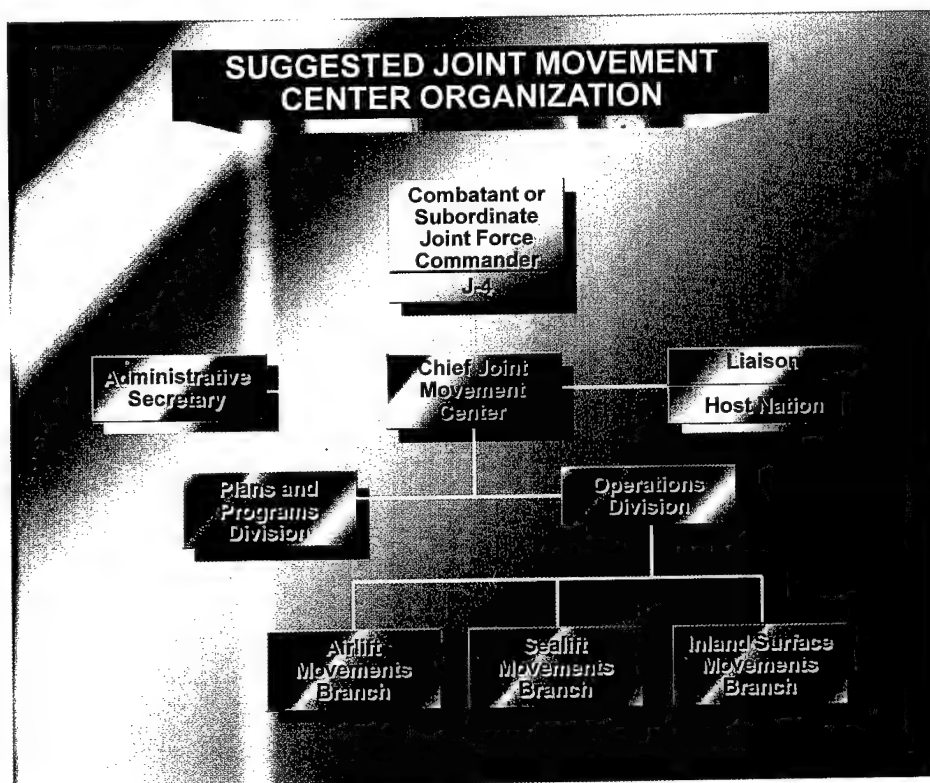 SUGGESTED JOINT MOVEMENT
CENTER ORGANIZATION
Combatant or
Subordinate
Joint Force
Commander
J-4
Administrative
Secretary
Chief Joint
Movement
Center
Liaison
Host Nation
Plans and
Programs
Division
Operations
Division
Airlift
Movements
Branch
Sealift
Movements
Branch
Inland Surface
Movements
Branch